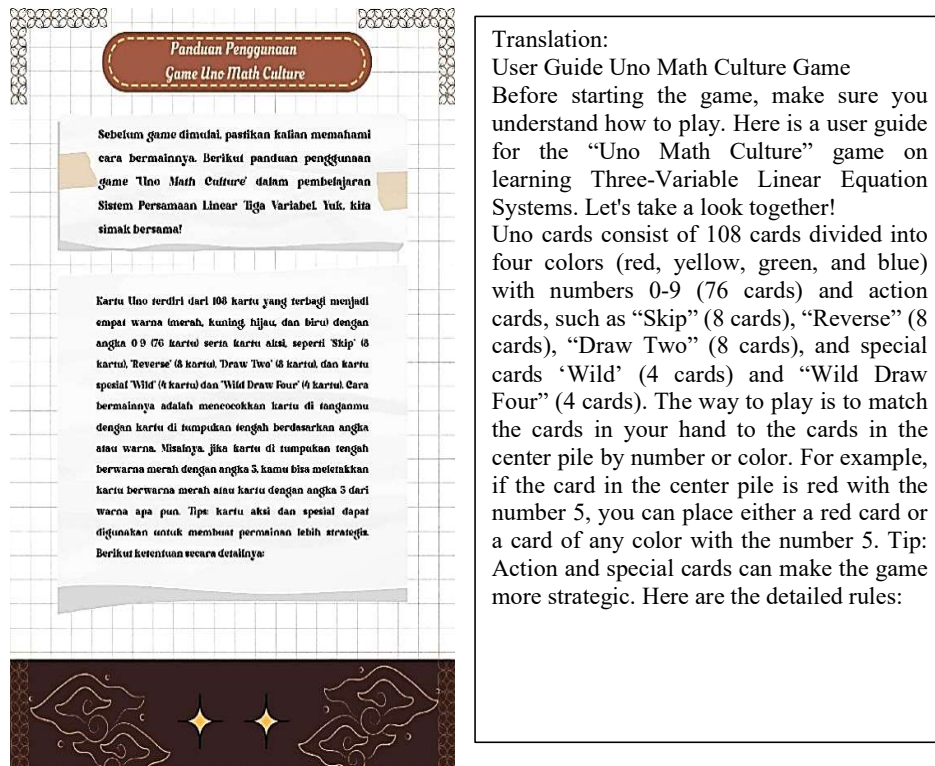 Panduan Penggunaan
Game Uno Math Culture
Sebelum game dimulai, pastikan kalian memahami
cara bermainnya. Berikut panduan penggunaan
game 'Uno Math Culture' dalam pembelajaran
Sistem Persamaan Linear Tiga Variabel. Yuk, kita
simak bersama!
Kartu Uno terdiri dari 108 kartu yang terbagi menjadi
empat warna (merah, kuning, hijau, dan biru) dengan
angka 0-9 (76 kartu) serta kartu aksi, seperti 'Skip' (8
kartu), 'Reverse' (8 kartu), 'Draw Two' (8 kartu), dan kartu
spesial 'Wild' (4 kartu) dan 'Wild Draw Four' (4 kartu). Cara
bermainnya adalah mencocokkan kartu di tanganmu
dengan kartu di tumpukan tengah berdasarkan angka
atau warna. Misalnya, jika kartu di tumpukan tengah
berwarna merah dengan angka 5, kamu bisa meletakkan
kartu berwarna merah atau kartu dengan angka 5 dari
warna apa pun. Tips: kartu aksi dan spesial dapat
digunakan untuk membuat permainan lebih strategis.
Berikut ketentuan secara detailnya:
Translation:
User Guide Uno Math Culture Game
Before starting the game, make sure you
understand how to play. Here is a user guide
for the “Uno Math Culture” game on
learning Three-Variable Linear Equation
Systems. Let's take a look together!
Uno cards consist of 108 cards divided into
four colors (red, yellow, green, and blue)
with numbers 0-9 (76 cards) and action
cards, such as “Skip” (8 cards), “Reverse” (8
cards), “Draw Two” (8 cards), and special
cards ‘Wild’ (4 cards) and “Wild Draw
Four” (4 cards). The way to play is to match
the cards in your hand to the cards in the
center pile by number or color. For example,
if the card in the center pile is red with the
number 5, you can place either a red card or
a card of any color with the number 5. Tip:
Action and special cards can make the game
more strategic. Here are the detailed rules: